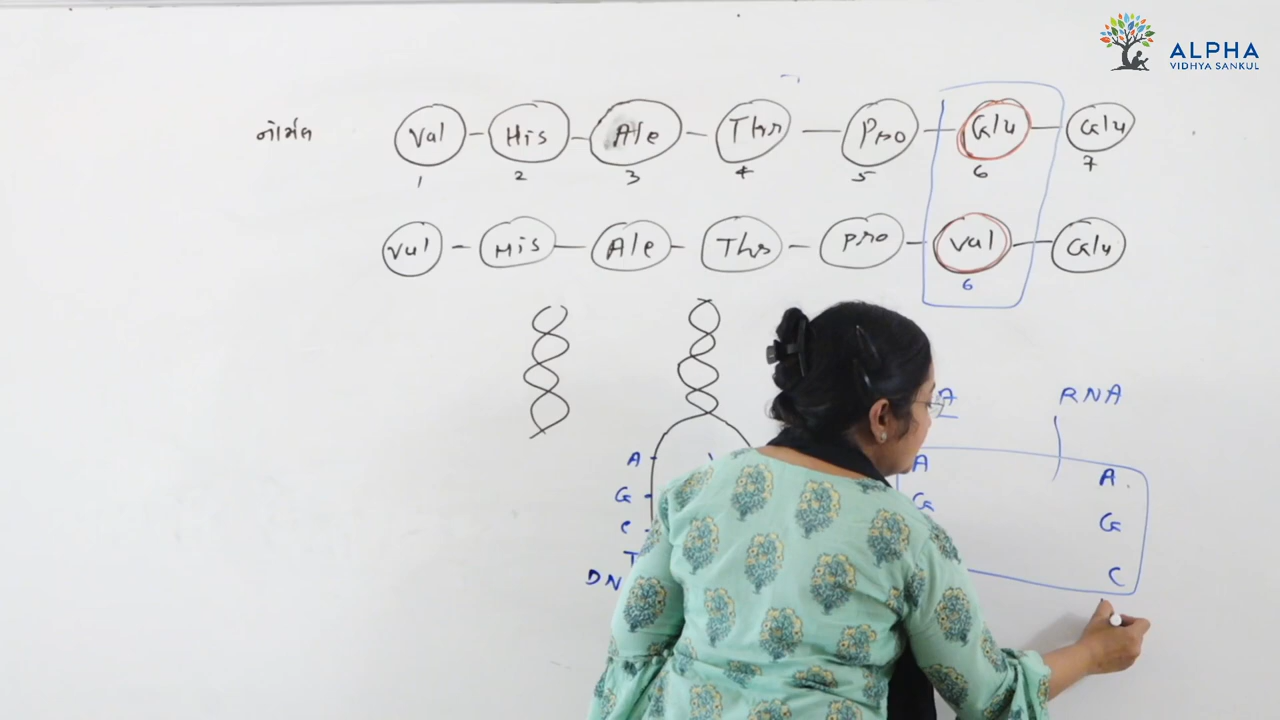 ALPHA
VIDHYA SANKUL
નોર્મલ Val - His - Ale - Thr - Pro - Glu - Glu
1 2 3 4 5 6 7
Val - His - Ale - Thr - Pro - Val - Glu
6
A RNA
A
G
C
T
DN
A
G
A
G
C